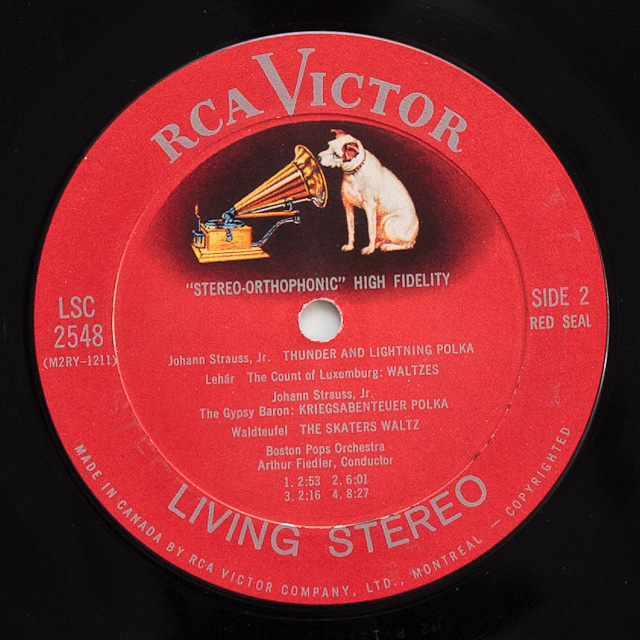 RCA VICTOR
"STEREO-ORTHOPHONIC" HIGH FIDELITY
LSC
2548
(M2RY-1211)
SIDE 2
RED SEAL
Johann Strauss, Jr. THUNDER AND LIGHTNING POLKA
Lehár The Count of Luxemburg: WALTZES
Johann Strauss, Jr.
The Gypsy Baron: KRIEGSABENTEUER POLKA
Waldteufel THE SKATERS WALTZ
Boston Pops Orchestra
Arthur Fiedler, Conductor
1. 2:53 2. 6:01
3. 2:16 4. 8:27
LIVING STEREO
MADE IN CANADA BY RCA VICTOR COMPANY, LTD., MONTREAL — COPYRIGHTED